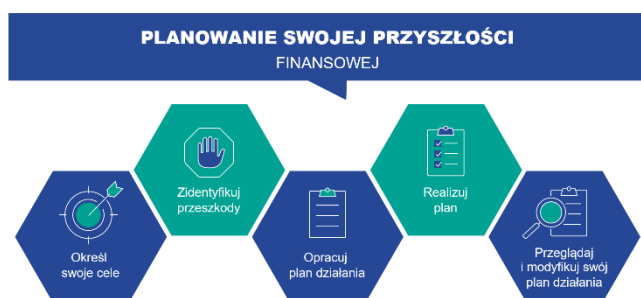 PLANOWANIE SWOJEJ PRZYSZŁOŚCI
FINANSOWEJ
Określ
swoje cele
Zidentyfikuj
przeszkody
Opracuj
plan działania
Realizuj
plan
Przeglądaj
i modyfikuj swój
plan działania